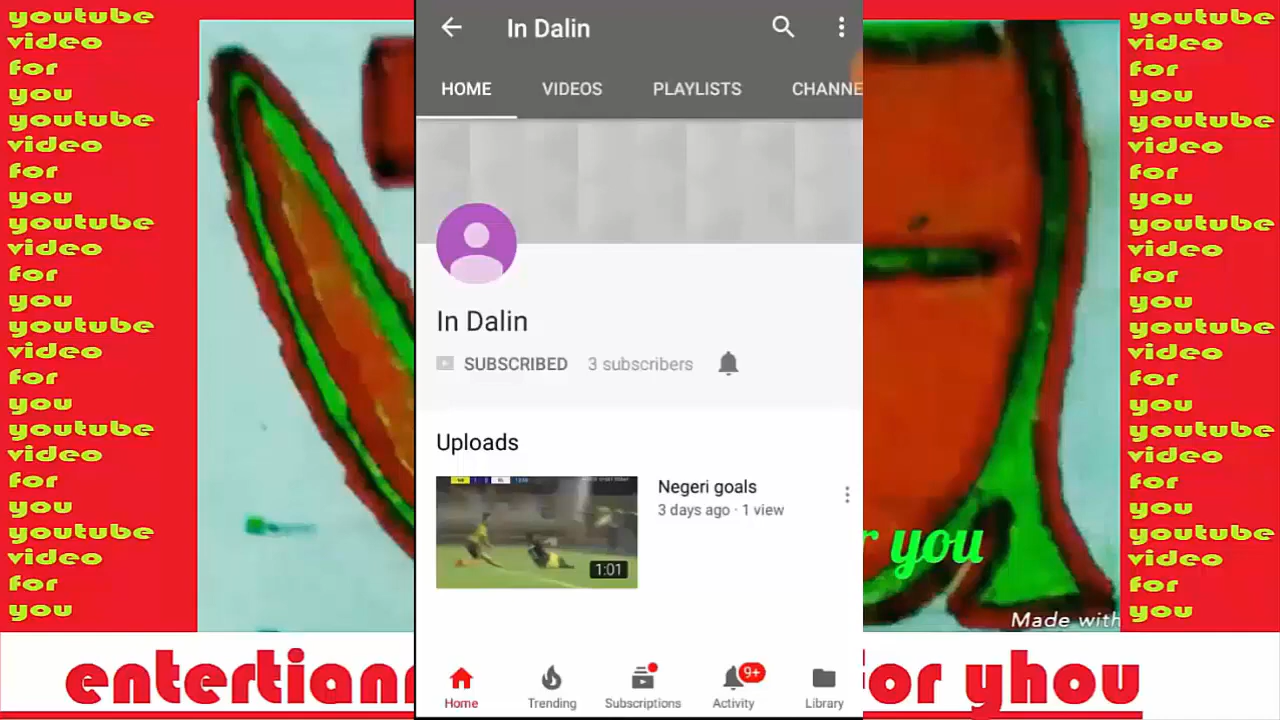 youtube
video
for
you
youtube
video
for
you
youtube
video
for
you
youtube
video
for
you
youtube
video
for
you
youtube
video
for
you
In Dalin
HOME VIDEOS PLAYLISTS CHANNE
In Dalin
SUBSCRIBED 3 subscribers
Uploads
Negeri goals
3 days ago · 1 view
1:01
Home Trending Subscriptions 9+ Activity Library
r you
Made with
youtube
video
for
you
youtube
video
for
you
youtube
video
for
you
youtube
video
for
you
youtube
video
for
you
youtube
video
for
you
entertiann for yhou